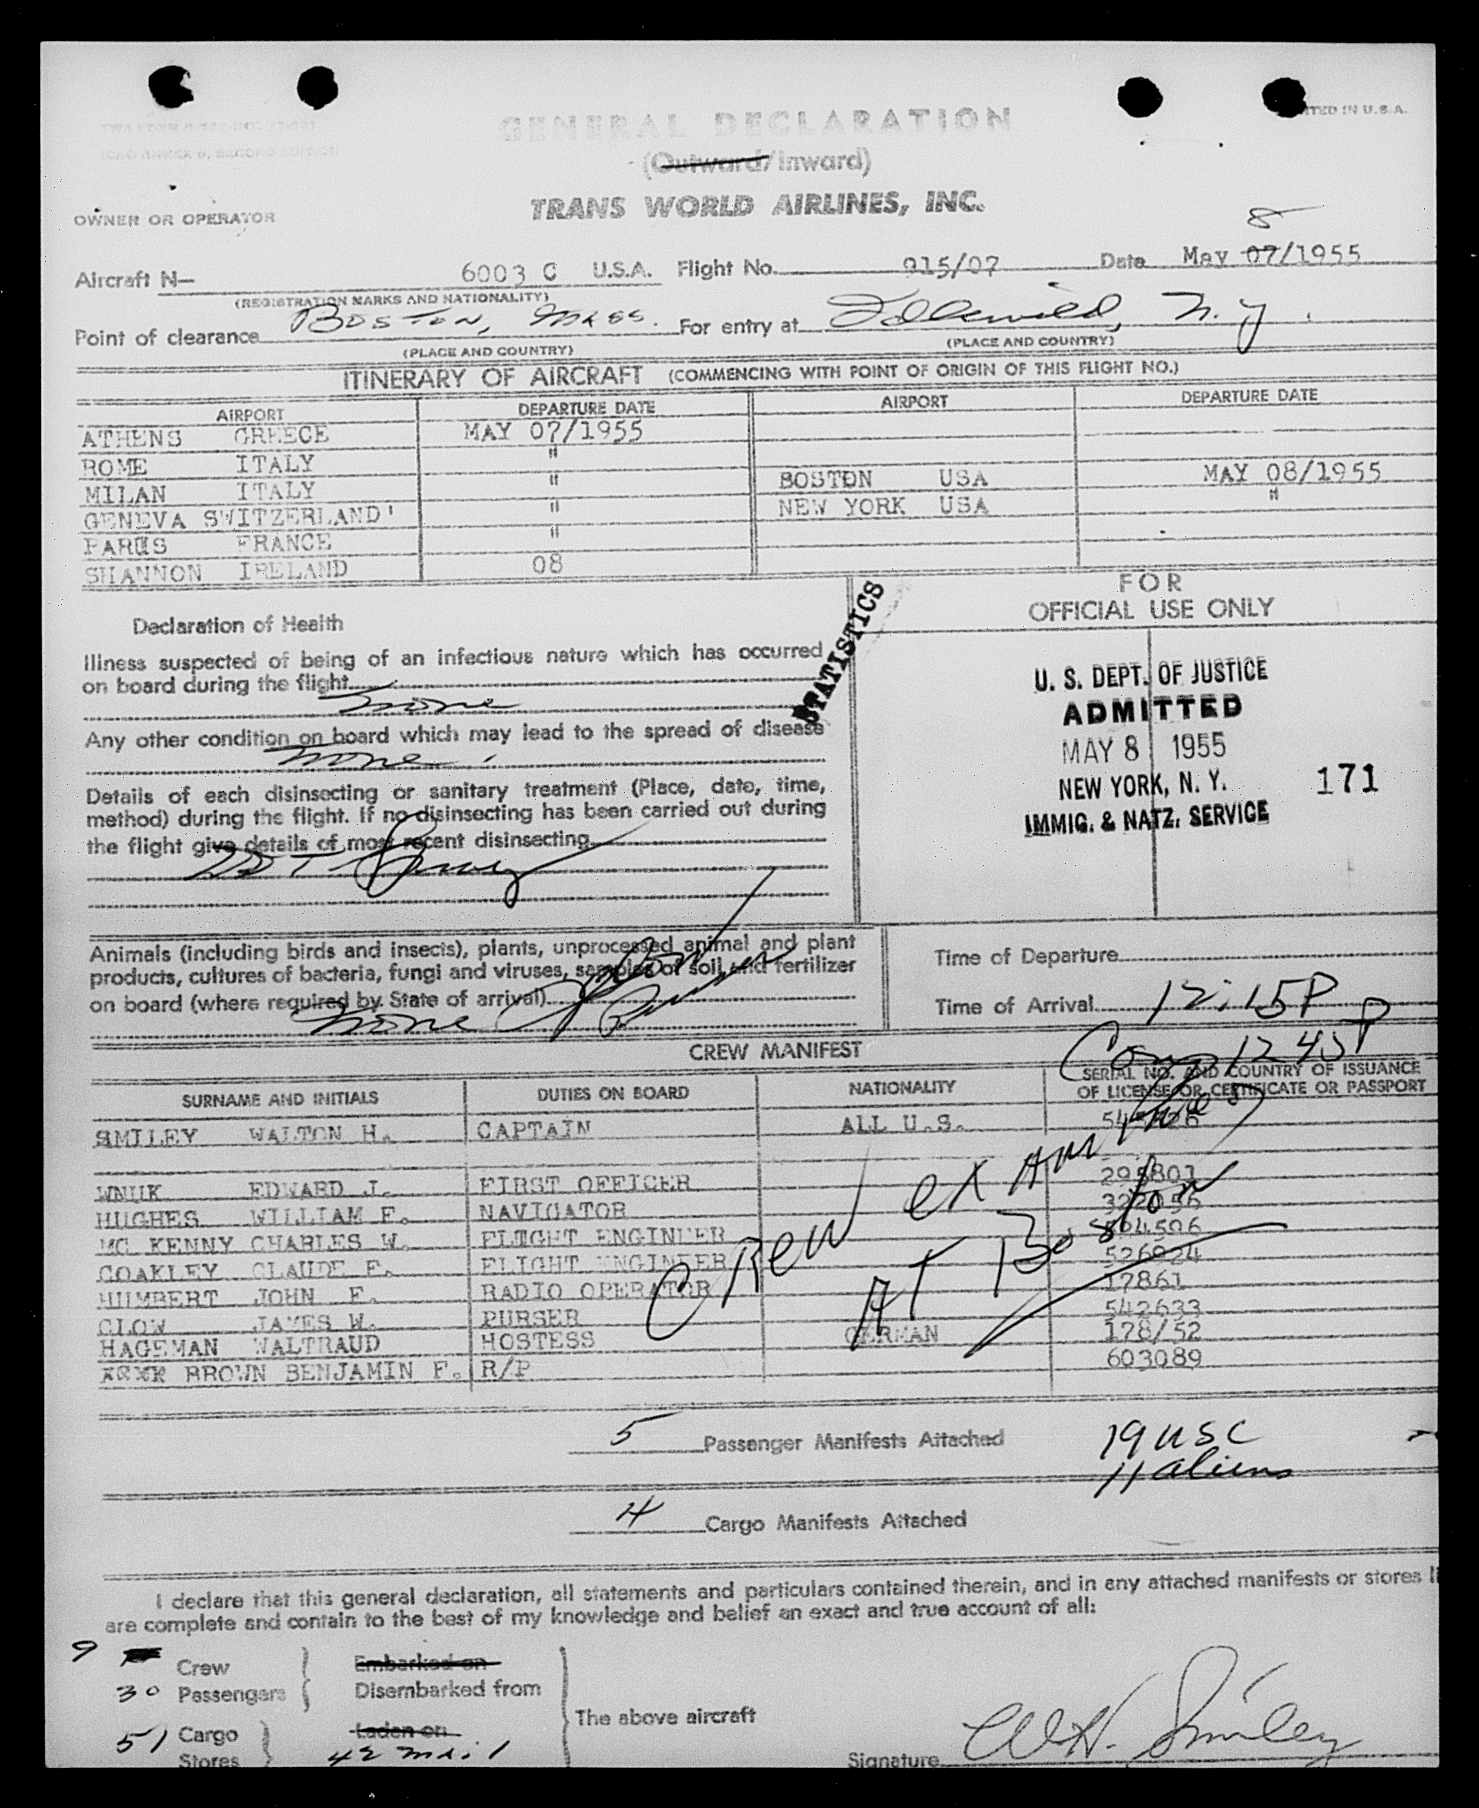 GENERAL DECLARATION
TED IN U.S.A.
(Outward/Inward)
OWNER OR OPERATOR
TRANS WORLD AIRLINES, INC.
8
Aircraft N— 6003 C U.S.A. Flight No. 915/07 Date May 07/1955
(REGISTRATION MARKS AND NATIONALITY)
Point of clearance Boston, Mass. For entry at Idlewild, N.Y.
(PLACE AND COUNTRY) (PLACE AND COUNTRY)
ITINERARY OF AIRCRAFT (COMMENCING WITH POINT OF ORIGIN OF THIS FLIGHT NO.)
AIRPORT DEPARTURE DATE AIRPORT DEPARTURE DATE
ATHENS GREECE MAY 07/1955
ROME ITALY "
MILAN ITALY " BOSTON USA MAY 08/1955
GENEVA SWITZERLAND' " NEW YORK USA "
PARIS FRANCE "
SHANNON IRELAND 08
STATISTICS
FOR
OFFICIAL USE ONLY
Declaration of Health
Illness suspected of being of an infectious nature which has occurred
on board during the flight
none
Any other condition on board which may lead to the spread of disease
none
Details of each disinsecting or sanitary treatment (Place, date, time,
method) during the flight. If no disinsecting has been carried out during
the flight give details of most recent disinsecting
DDT
U. S. DEPT. OF JUSTICE
ADMITTED
MAY 8 1955
NEW YORK, N. Y. 171
IMMIG. & NATZ. SERVICE
Animals (including birds and insects), plants, unprocessed animal and plant
products, cultures of bacteria, fungi and viruses, samples of soil and fertilizer
on board (where required by State of arrival)
none
Time of Departure
Time of Arrival 12:15P
Comp 12 45P
CREW MANIFEST
SURNAME AND INITIALS DUTIES ON BOARD NATIONALITY SERIAL NO. AND COUNTRY OF ISSUANCE
OF LICENSE OR CERTIFICATE OR PASSPORT
SMILEY WALTON H. CAPTAIN ALL U.S.
WNUK EDWARD J. FIRST OFFICER 295801
HUGHES WILLIAM F. NAVIGATOR 322056
MC KENNY CHARLES W. FLIGHT ENGINEER
COAKLEY CLAUDE F. FLIGHT ENGINEER 526924
HUMBERT JOHN F. RADIO OPERATOR 17861
CLOW JAMES W. PURSER 542633
HAGEMAN WALTRAUD HOSTESS GERMAN 178/52
BROWN BENJAMIN F. R/P 603089
Crew examined
At Boston
5 Passenger Manifests Attached 19 USC
11 aliens
4 Cargo Manifests Attached
I declare that this general declaration, all statements and particulars contained therein, and in any attached manifests or stores li
are complete and contain to the best of my knowledge and belief an exact and true account of all:
9 Crew Embarked on
30 Passengers Disembarked from
The above aircraft
51 Cargo Laden on
Stores 42 mail
Signature W.H. Smiley